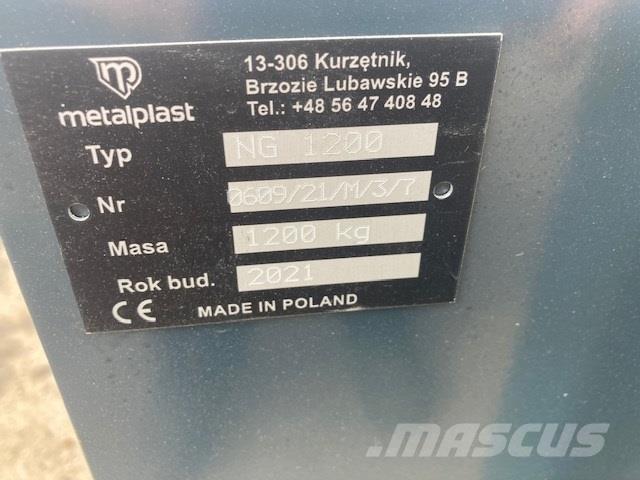 metalplast
13-306 Kurzętnik,
Brzozie Lubawskie 95 B
Tel.: +48 56 47 408 48
Typ NG 1200
Nr 0609/21/M/3/7
Masa 1200 kg
Rok bud. 2021
CE MADE IN POLAND
MASCUS